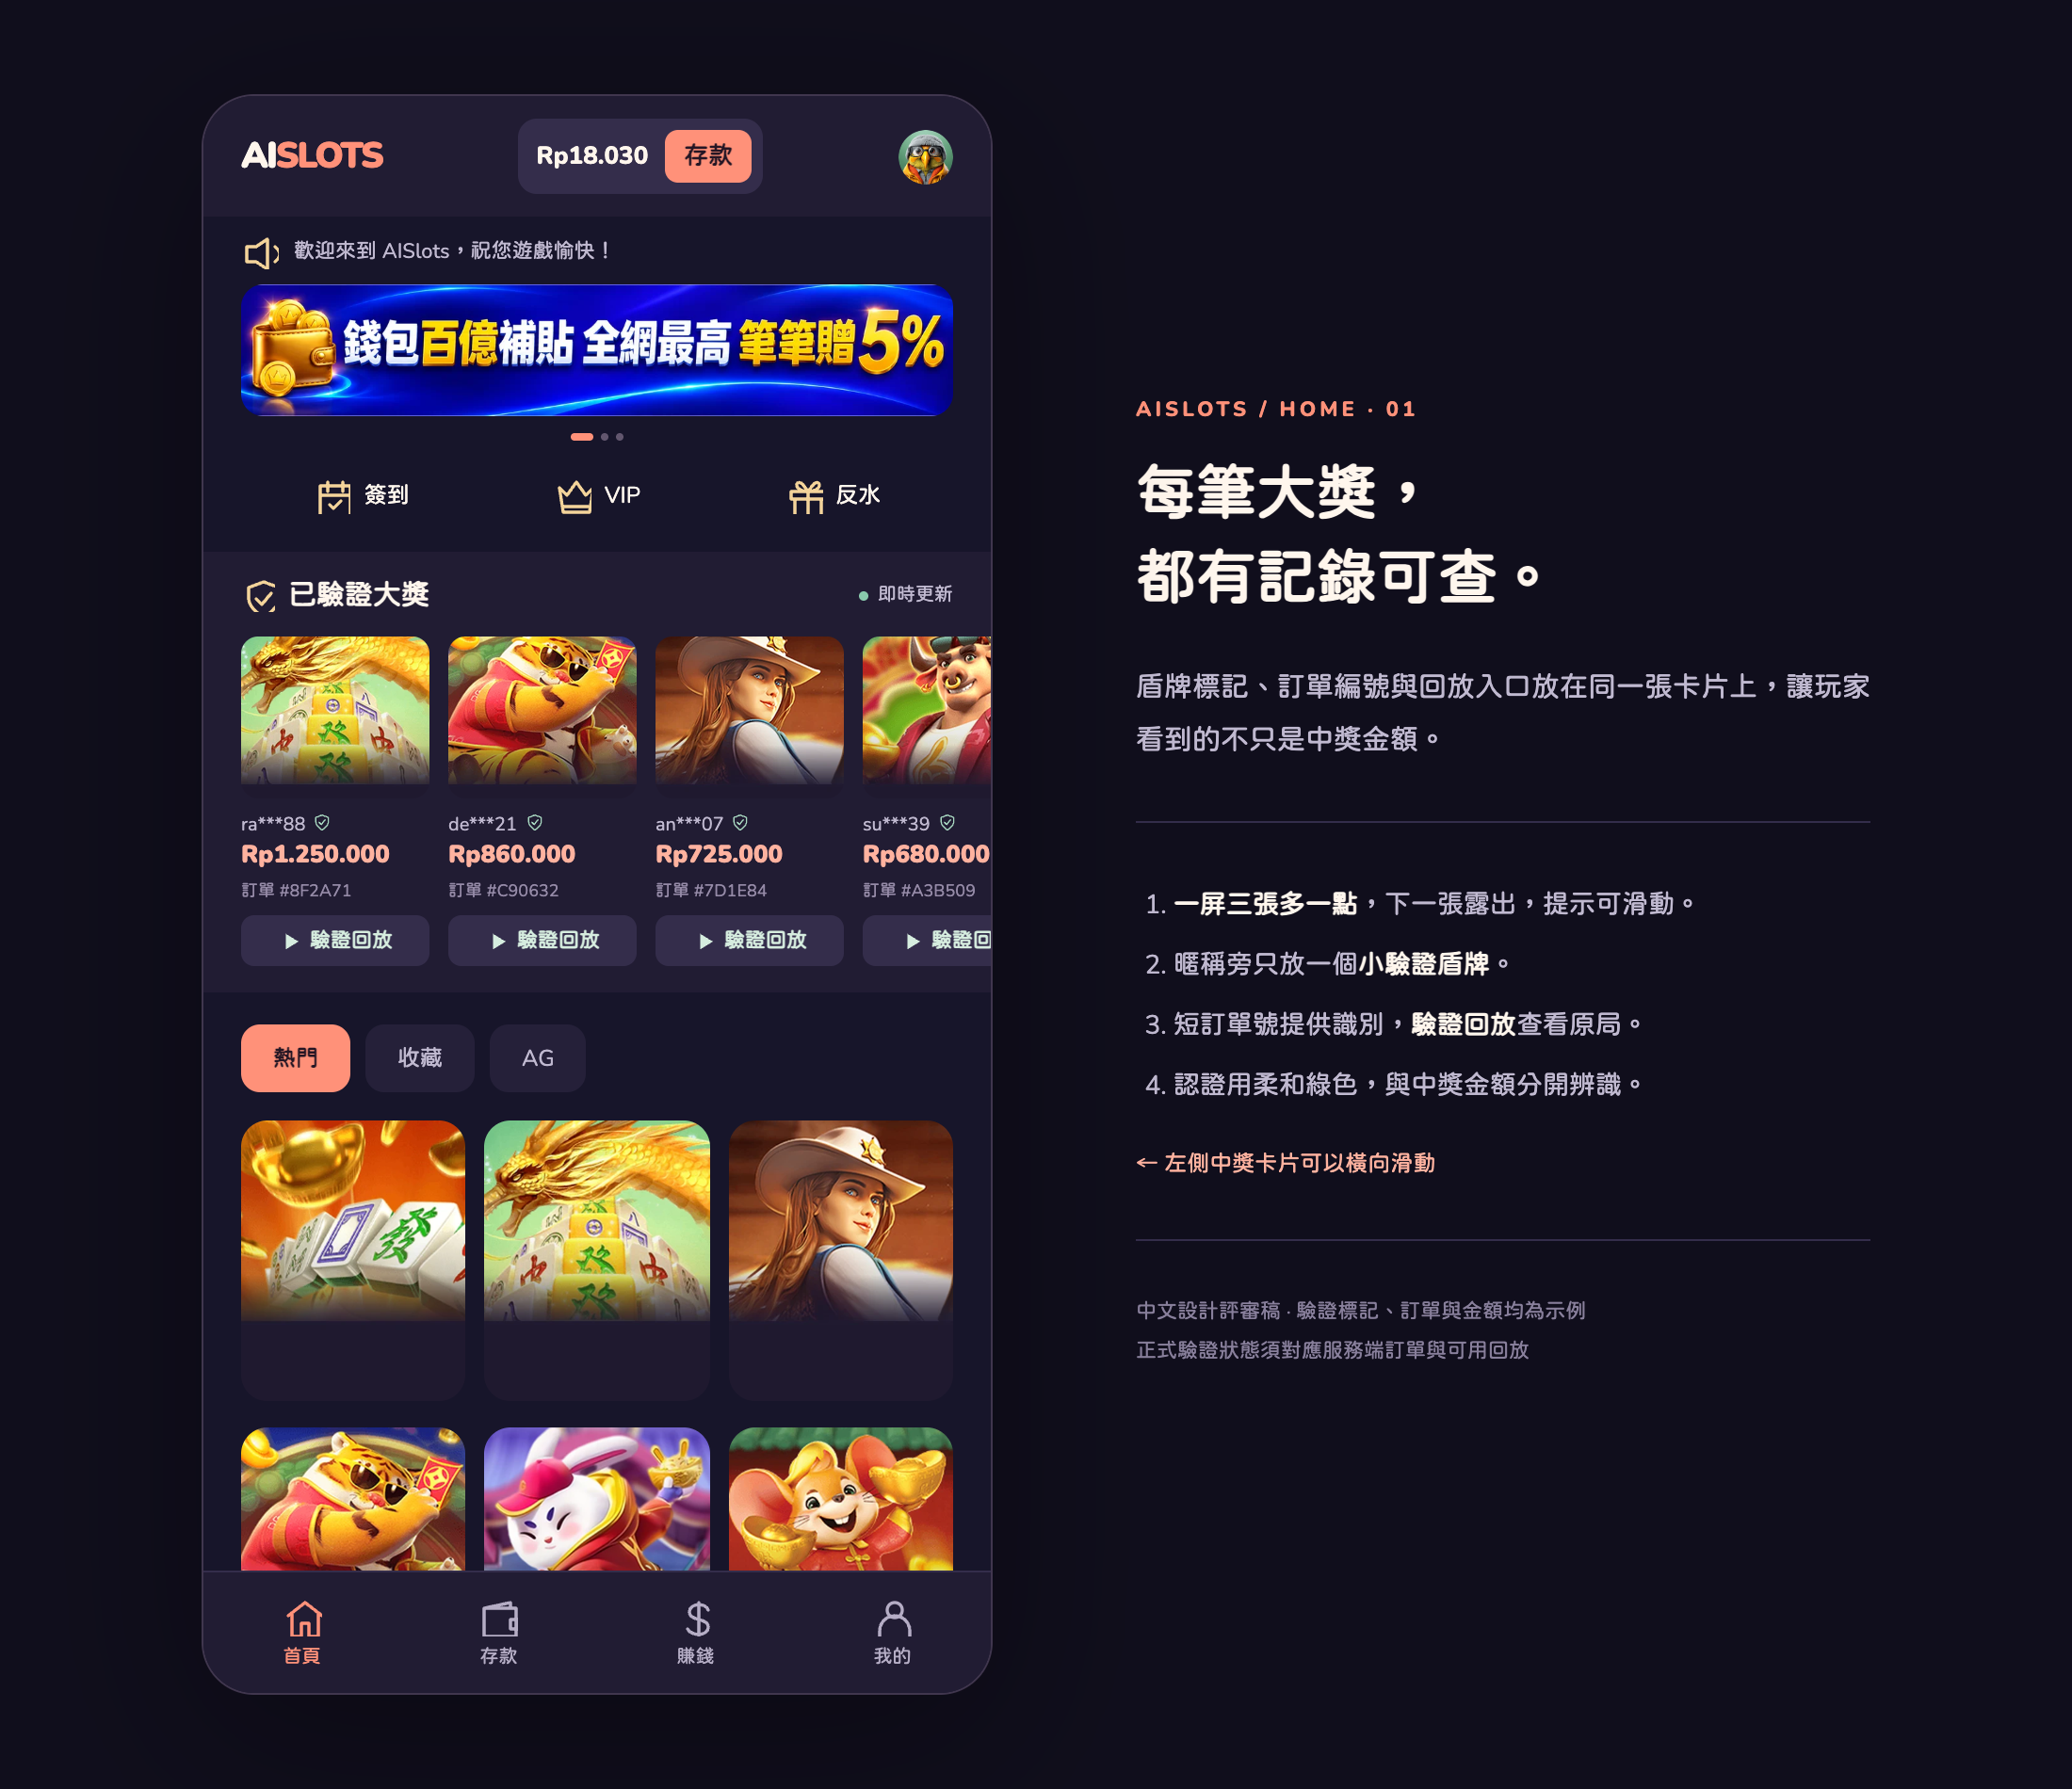 AISLOTS
Rp18.030 存款
歡迎來到 AISlots，祝您遊戲愉快！
錢包百億補貼 全網最高 筆筆贈5%
簽到 VIP 反水
已驗證大獎
即時更新
ra***88 de***21 an***07 su***39
Rp1.250.000 Rp860.000 Rp725.000 Rp680.000
訂單 #8F2A71 訂單 #C90632 訂單 #7D1E84 訂單 #A3B509
驗證回放 驗證回放 驗證回放 驗證回
熱門 收藏 AG
首頁 存款 賺錢 我的
AISLOTS / HOME · 01
每筆大獎，
都有記錄可查。
盾牌標記、訂單編號與回放入口放在同一張卡片上，讓玩家
看到的不只是中獎金額。
1. 一屏三張多一點，下一張露出，提示可滑動。
2. 暱稱旁只放一個小驗證盾牌。
3. 短訂單號提供識別，驗證回放查看原局。
4. 認證用柔和綠色，與中獎金額分開辨識。
← 左側中獎卡片可以橫向滑動
中文設計評審稿 · 驗證標記、訂單與金額均為示例
正式驗證狀態須對應服務端訂單與可用回放